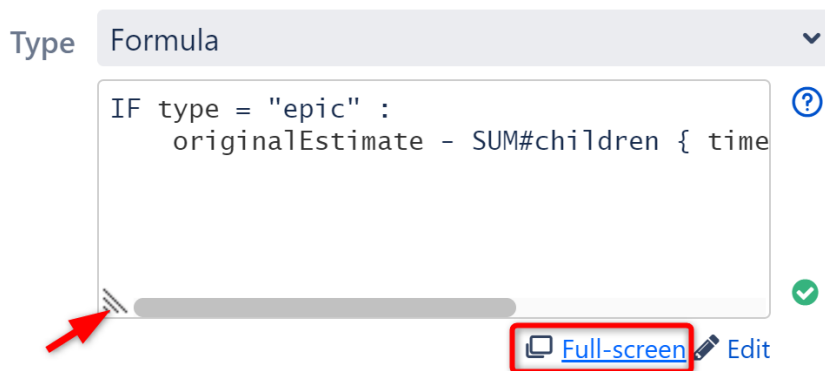 Type Formula
IF type = "epic" :
    originalEstimate - SUM#children { time
Full-screen Edit